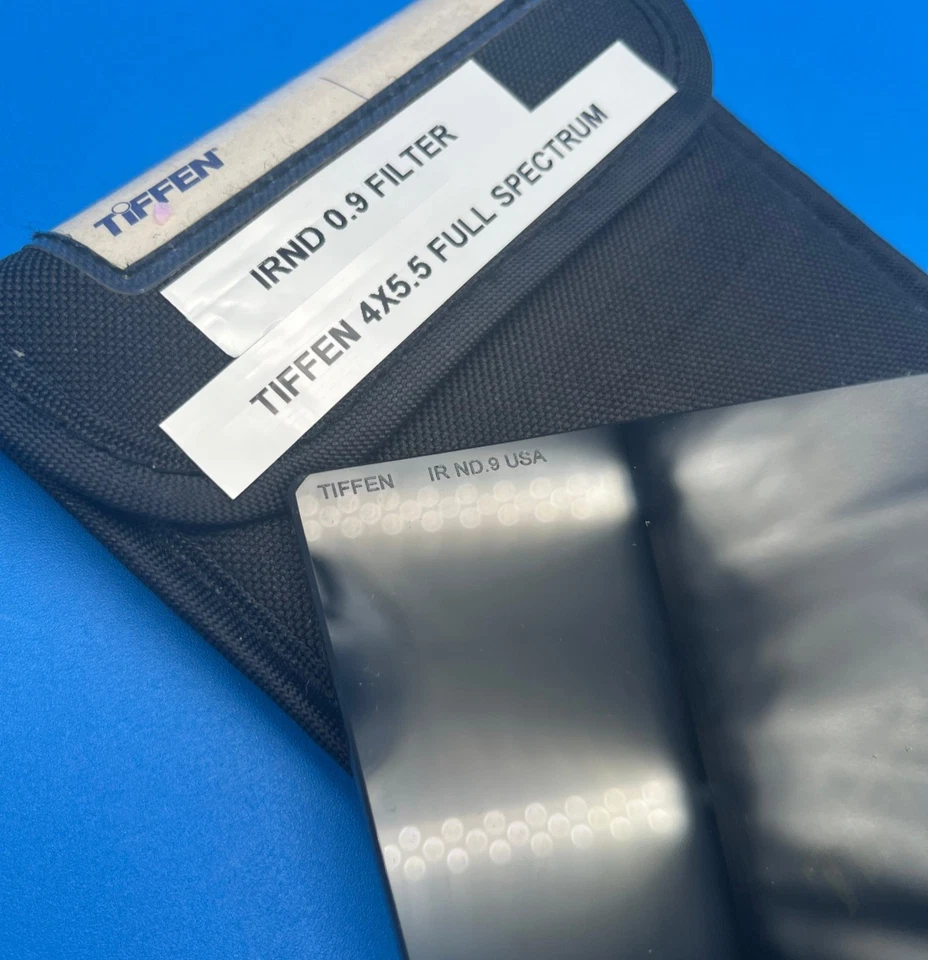 TIFFEN
IRND 0.9 FILTER
TIFFEN 4X5.5 FULL SPECTRUM
TIFFEN IR ND.9 USA